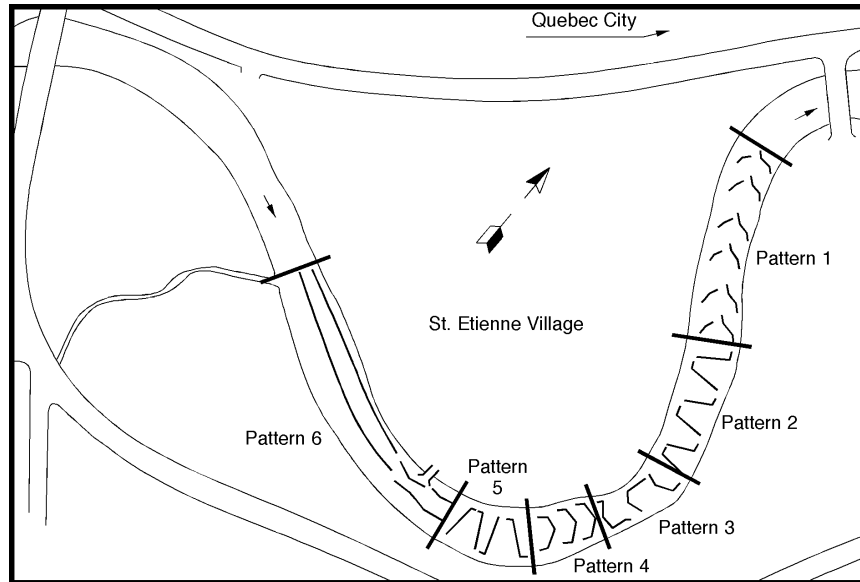 Quebec City
Pattern 1
St. Etienne Village
Pattern 2
Pattern 6
Pattern
5
Pattern 3
Pattern 4